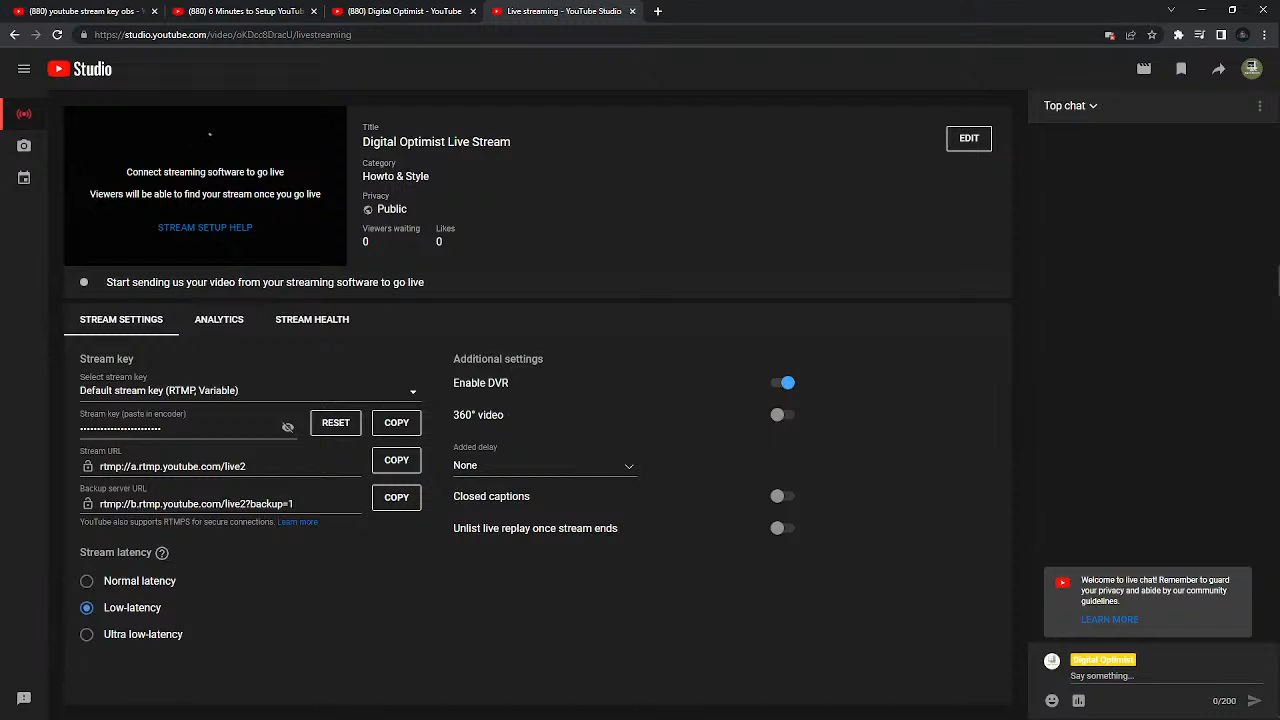 (880) youtube stream key obs - Y
(880) 6 Minutes to Setup YouTub
(880) Digital Optimist - YouTube
Live streaming - YouTube Studio
https://studio.youtube.com/video/oKDcc8DracU/livestreaming
Studio
Connect streaming software to go live
Viewers will be able to find your stream once you go live
STREAM SETUP HELP
Title
Digital Optimist Live Stream
EDIT
Category
Howto & Style
Privacy
Public
Viewers waiting
Likes
0
0
Start sending us your video from your streaming software to go live
STREAM SETTINGS
ANALYTICS
STREAM HEALTH
Stream key
Select stream key
Default stream key (RTMP, Variable)
Stream key (paste in encoder)
••••••••••••••••••••••••
RESET
COPY
Stream URL
rtmp://a.rtmp.youtube.com/live2
COPY
Backup server URL
rtmp://b.rtmp.youtube.com/live2?backup=1
COPY
YouTube also supports RTMPS for secure connections. Learn more
Stream latency
Normal latency
Low-latency
Ultra low-latency
Additional settings
Enable DVR
360° video
Added delay
None
Closed captions
Unlist live replay once stream ends
Top chat
Welcome to live chat! Remember to guard
your privacy and abide by our community
guidelines.
LEARN MORE
Digital Optimist
Say something...
0/200